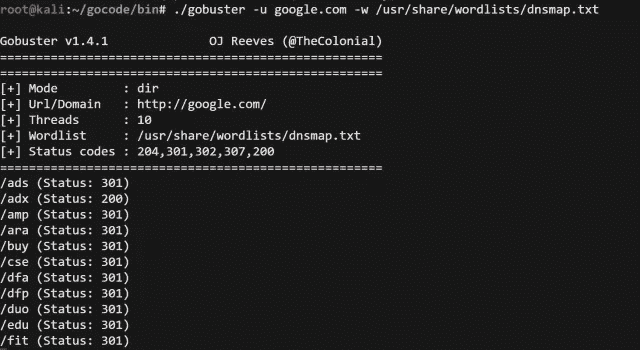 root@kali:~/gocode/bin# ./gobuster -u google.com -w /usr/share/wordlists/dnsmap.txt
Gobuster v1.4.1              OJ Reeves (@TheColonial)
=====================================================
=====================================================
[+] Mode         : dir
[+] Url/Domain   : http://google.com/
[+] Threads      : 10
[+] Wordlist     : /usr/share/wordlists/dnsmap.txt
[+] Status codes : 204,301,302,307,200
=====================================================
/ads (Status: 301)
/adx (Status: 200)
/amp (Status: 301)
/ara (Status: 301)
/buy (Status: 301)
/cse (Status: 301)
/dfa (Status: 301)
/dfp (Status: 301)
/duo (Status: 301)
/edu (Status: 301)
/fit (Status: 301)